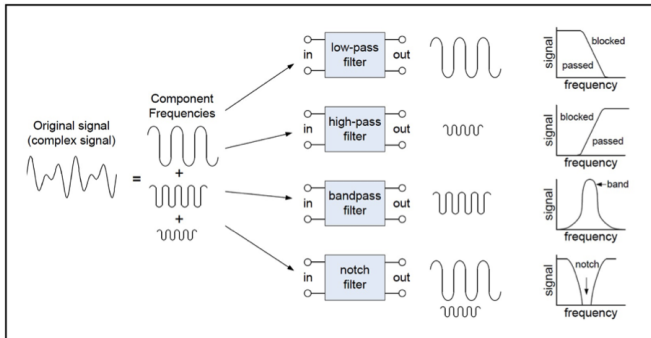 Original signal
(complex signal)
=
Component
Frequencies
+
+
low-pass
filter
in
out
signal
blocked
passed
frequency
high-pass
filter
in
out
signal
blocked
passed
frequency
bandpass
filter
in
out
signal
band
frequency
notch
filter
in
out
signal
notch
frequency